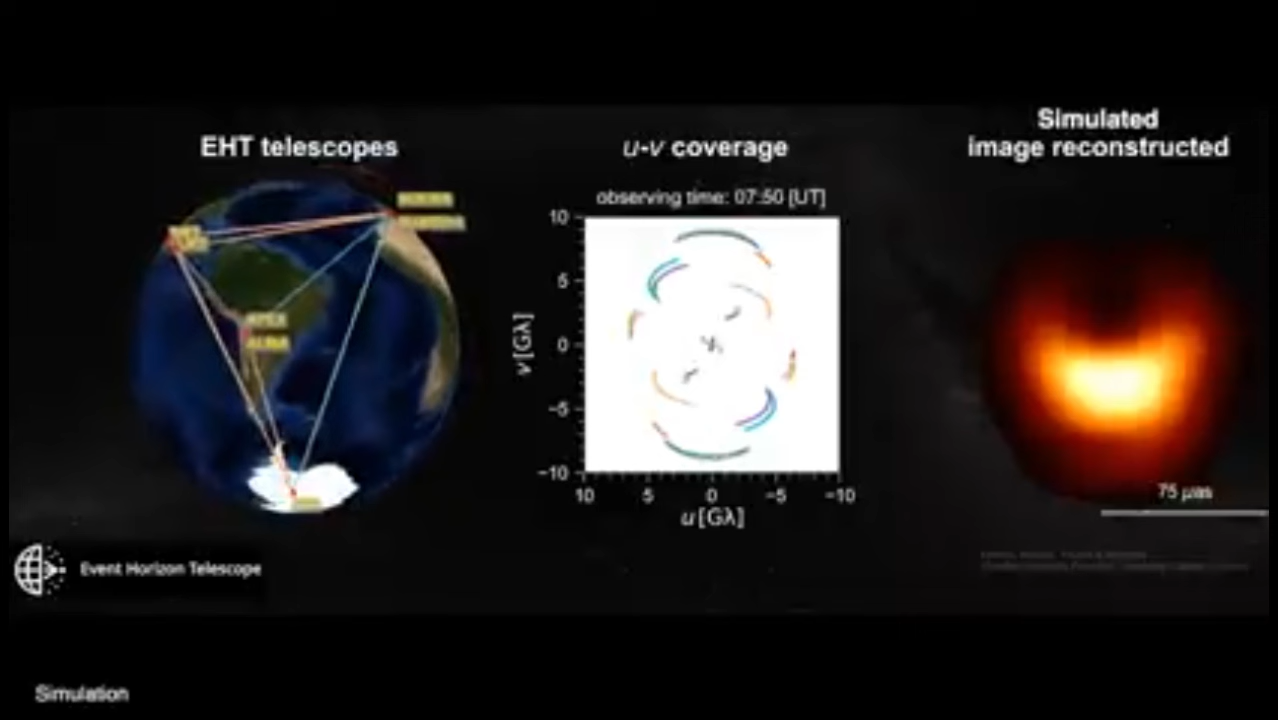 EHT telescopes
u-v coverage
Simulated
image reconstructed
observing time: 07:50 [UT]
10
5
0
−5
−10
v [Gλ]
10
5
0
−5
−10
u [Gλ]
APEX
ALMA
75 μas
Event Horizon Telescope
Simulation